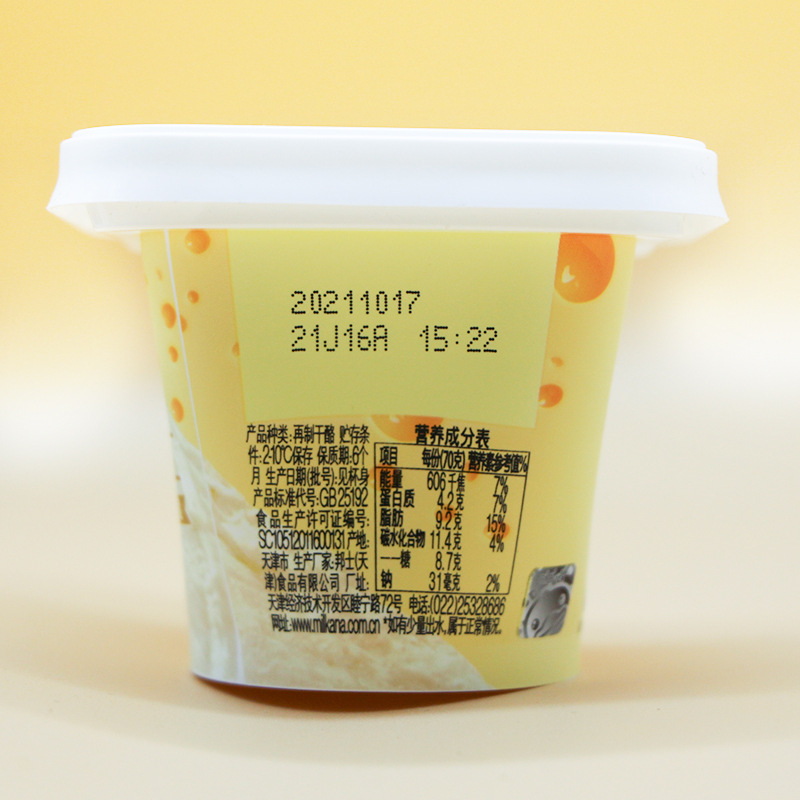 20211017
21J16A 15:22
产品种类:再制干酪 贮存条
件:2-10℃保存 保质期:6个
月 生产日期(批号):见杯身
产品标准代号:GB 25192
食品生产许可证编号:
SC10512011600131 产地:
天津市 生产厂家:邦士(天
津)食品有限公司 厂址:
天津经济技术开发区睦宁路72号 电话:(022)25328686
网址:www.milkana.com.cn *如有少量出水,属于正常情况。
营养成分表
项目 每份(70克) 营养素参考值%
能量 606千焦 7%
蛋白质 4.2克 7%
脂肪 9.2克 15%
碳水化合物 11.4克 4%
一一糖 8.7克
钠 31毫克 2%